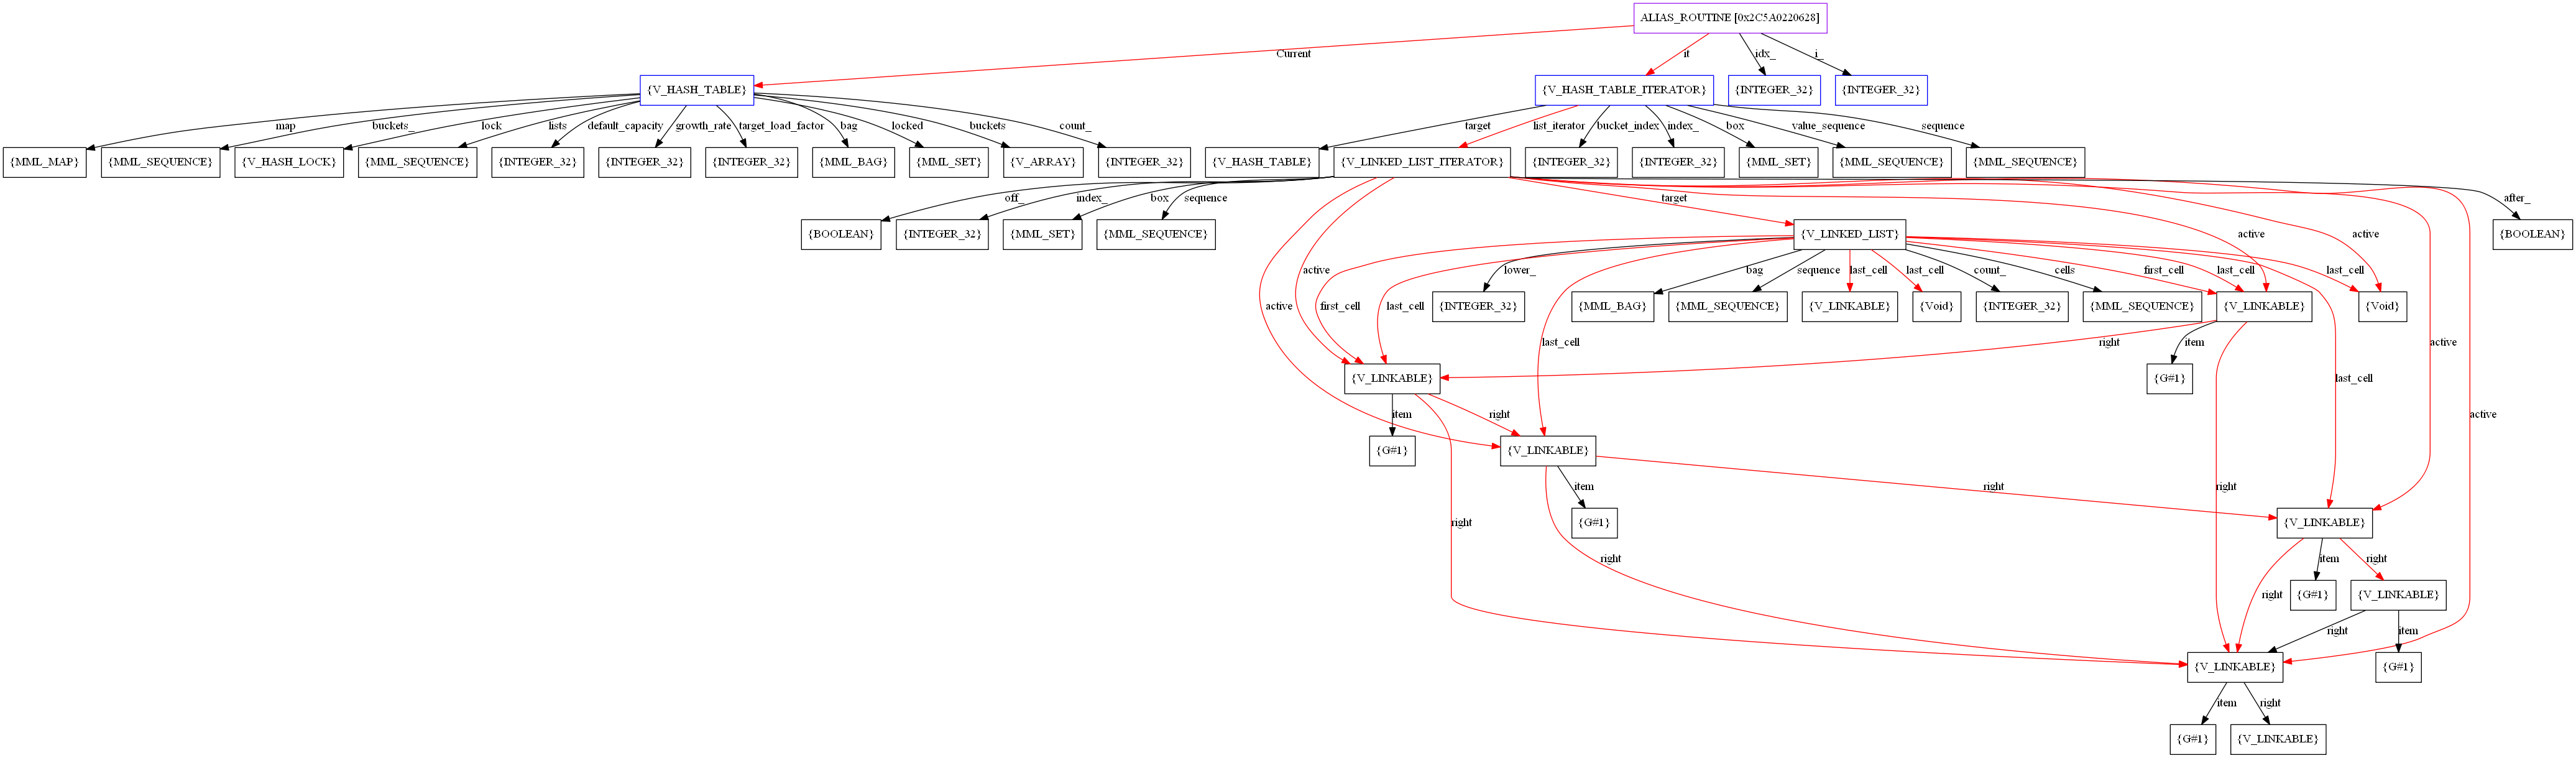 ALIAS_ROUTINE [0x2C5A0220628]
Current
it
idx_
i_
{V_HASH_TABLE}
{V_HASH_TABLE_ITERATOR}
{INTEGER_32}
{INTEGER_32}
map
buckets_
lock
lists
default_capacity
growth_rate
target_load_factor
bag
locked
buckets
count_
target
list_iterator
bucket_index
index_
box
value_sequence
sequence
{MML_MAP}
{MML_SEQUENCE}
{V_HASH_LOCK}
{MML_SEQUENCE}
{INTEGER_32}
{INTEGER_32}
{INTEGER_32}
{MML_BAG}
{MML_SET}
{V_ARRAY}
{INTEGER_32}
{V_HASH_TABLE}
{V_LINKED_LIST_ITERATOR}
{INTEGER_32}
{INTEGER_32}
{MML_SET}
{MML_SEQUENCE}
{MML_SEQUENCE}
off_
index_
box
sequence
target
after_
{BOOLEAN}
{INTEGER_32}
{MML_SET}
{MML_SEQUENCE}
{V_LINKED_LIST}
active
active
{BOOLEAN}
active
lower_
bag
sequence
last_cell
last_cell
count_
cells
first_cell
last_cell
last_cell
active
first_cell
last_cell
{INTEGER_32}
{MML_BAG}
{MML_SEQUENCE}
{V_LINKABLE}
{Void}
{INTEGER_32}
{MML_SEQUENCE}
{V_LINKABLE}
{Void}
last_cell
right
item
active
{V_LINKABLE}
{G#1}
last_cell
item
right
active
{G#1}
{V_LINKABLE}
item
right
right
{G#1}
right
{V_LINKABLE}
right
item
right
right
{G#1}
{V_LINKABLE}
right
item
{V_LINKABLE}
{G#1}
item
right
{G#1}
{V_LINKABLE}